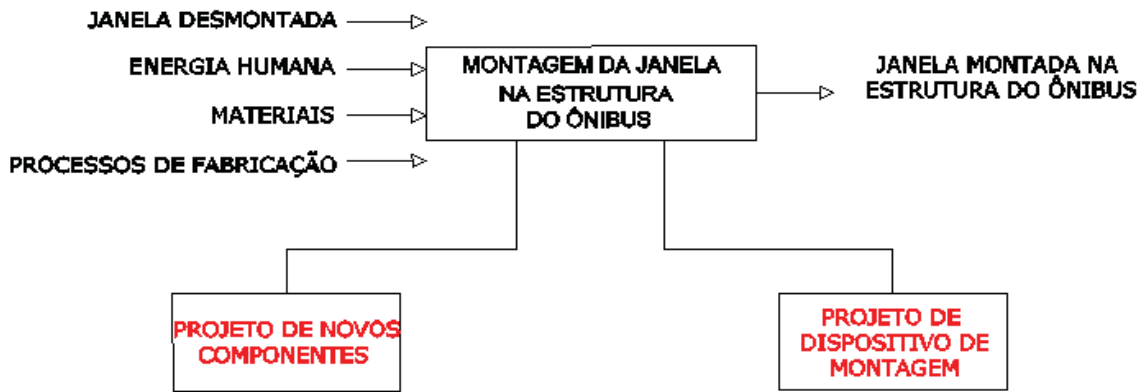 JANELA DESMONTADA
ENERGIA HUMANA
MATERIAIS
PROCESSOS DE FABRICAÇÃO
MONTAGEM DA JANELA
NA ESTRUTURA
DO ÔNIBUS
JANELA MONTADA NA
ESTRUTURA DO ÔNIBUS
PROJETO DE NOVOS
COMPONENTES
PROJETO DE
DISPOSITIVO DE
MONTAGEM